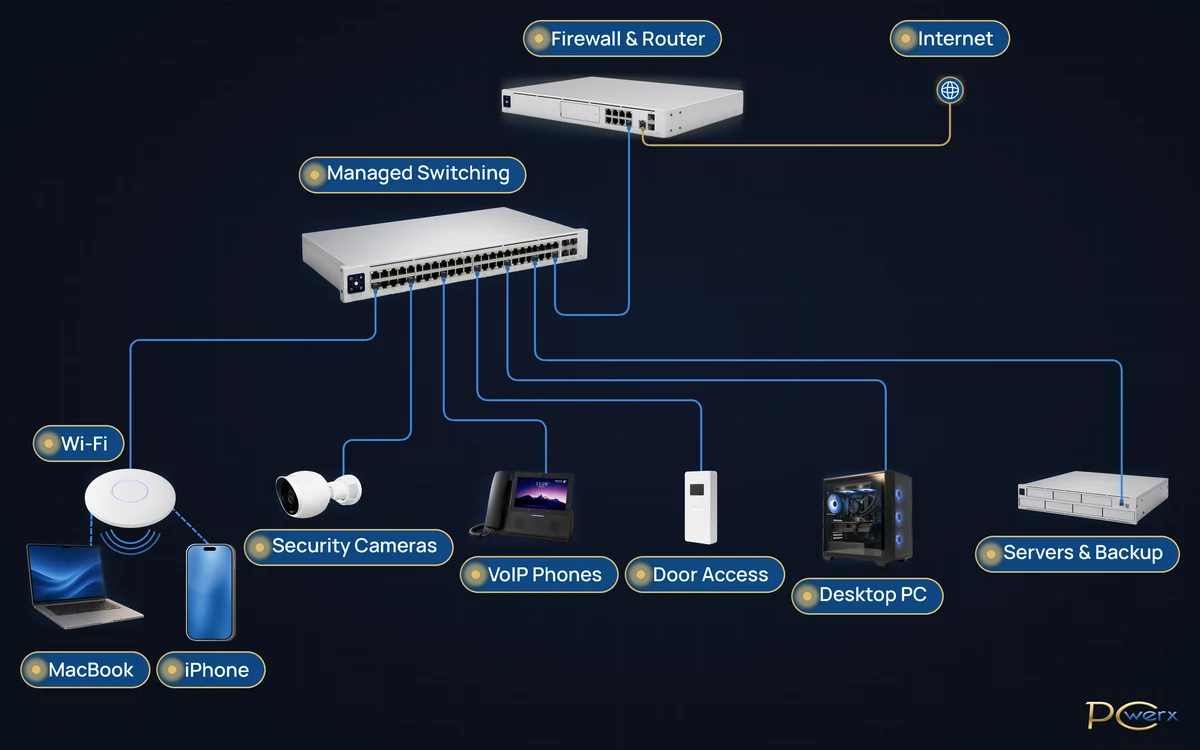 Firewall & Router
Internet
Managed Switching
Wi-Fi
Security Cameras
VoIP Phones
Door Access
Desktop PC
Servers & Backup
MacBook
iPhone
PCwerx